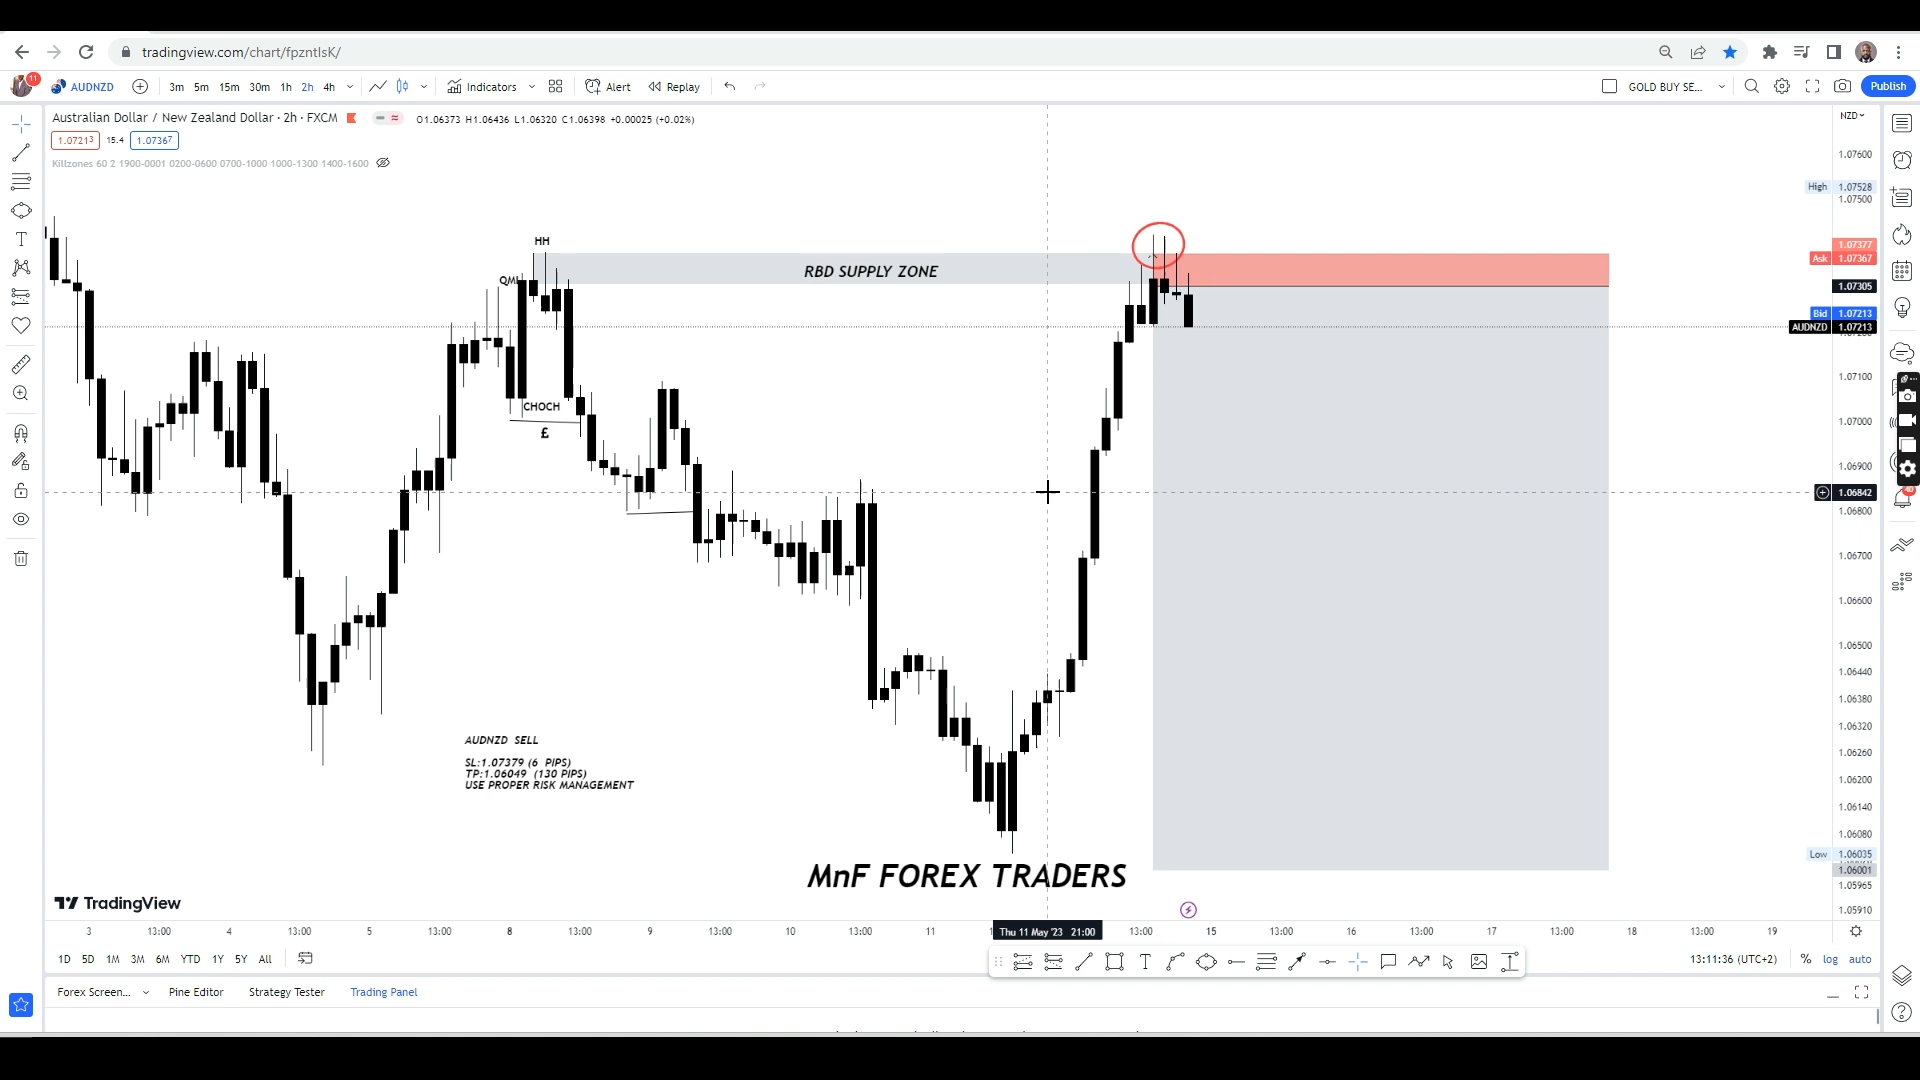 tradingview.com/chart/fpzntIsK/
11
AUDNZD 3m 5m 15m 30m 1h 2h 4h Indicators Alert Replay GOLD BUY SE... Publish
Australian Dollar / New Zealand Dollar · 2h · FXCM O1.06373 H1.06436 L1.06320 C1.06398 +0.00025 (+0.02%)
NZD
1.07213 15.4 1.07367
Killzones 60 2 1900-0001 0200-0600 0700-1000 1000-1300 1400-1600
1.07600
High 1.07528
1.07500
HH
1.07377
Ask 1.07367
RBD SUPPLY ZONE
QML
1.07305
Bid 1.07213
AUDNZD 1.07213
1.07100
CHOCH
1.07000
£
1.06900
1.06842
40
1.06800
1.06700
1.06600
1.06500
1.06440
1.06380
1.06320
AUDNZD SELL
1.06260
SL:1.07379 (6 PIPS)
TP:1.06049 (130 PIPS)
1.06200
USE PROPER RISK MANAGEMENT
1.06140
1.06080
Low 1.06035
1.06001
MnF FOREX TRADERS
1.05965
TradingView
1.05910
3 13:00 4 13:00 5 13:00 8 13:00 9 13:00 10 13:00 11 Thu 11 May '23 21:00 13:00 15 13:00 16 13:00 17 13:00 18 13:00 19
1D 5D 1M 3M 6M YTD 1Y 5Y All 13:11:36 (UTC+2) % log auto
Forex Screen... Pine Editor Strategy Tester Trading Panel